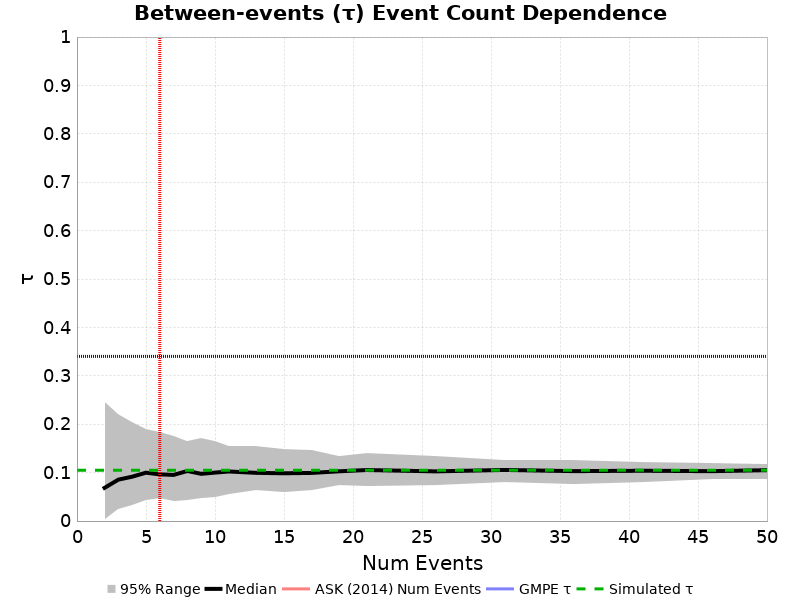 Between-events (τ) Event Count Dependence
1
0.9
0.8
0.7
0.6
0.5
0.4
0.3
0.2
0.1
0
τ
0 5 10 15 20 25 30 35 40 45 50
Num Events
95% Range Median ASK (2014) Num Events GMPE τ Simulated τ